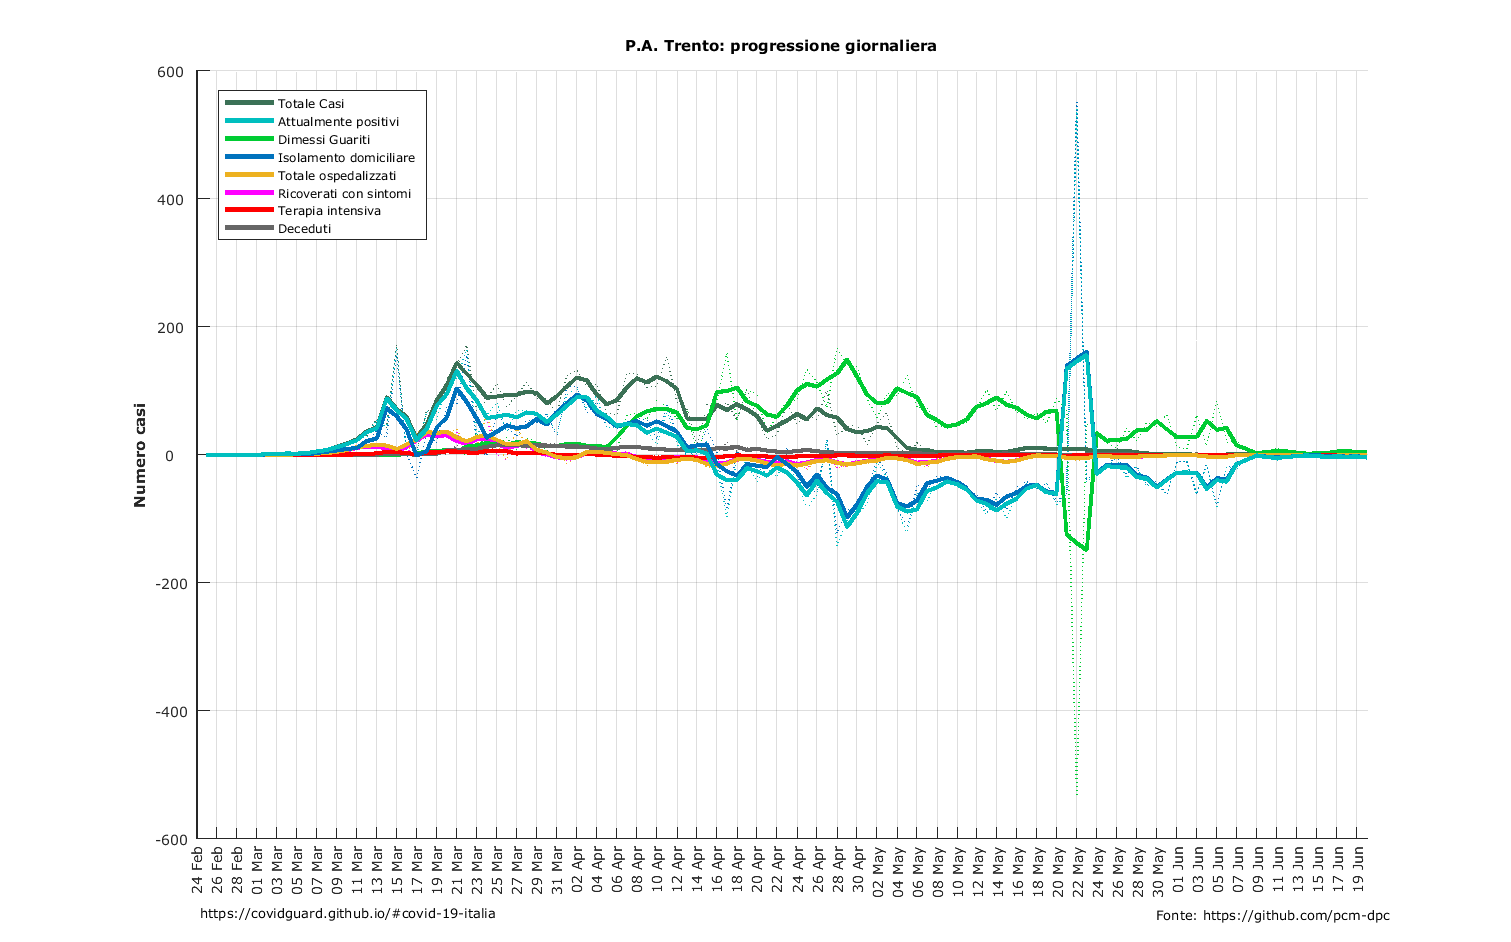 P.A. Trento: progressione giornaliera
600
400
200
0
-200
-400
-600
Numero casi
Totale Casi
Attualmente positivi
Dimessi Guariti
Isolamento domiciliare
Totale ospedalizzati
Ricoverati con sintomi
Terapia intensiva
Deceduti
24 Feb
26 Feb
28 Feb
01 Mar
03 Mar
05 Mar
07 Mar
09 Mar
11 Mar
13 Mar
15 Mar
17 Mar
19 Mar
21 Mar
23 Mar
25 Mar
27 Mar
29 Mar
31 Mar
02 Apr
04 Apr
06 Apr
08 Apr
10 Apr
12 Apr
14 Apr
16 Apr
18 Apr
20 Apr
22 Apr
24 Apr
26 Apr
28 Apr
30 Apr
02 May
04 May
06 May
08 May
10 May
12 May
14 May
16 May
18 May
20 May
22 May
24 May
26 May
28 May
30 May
01 Jun
03 Jun
05 Jun
07 Jun
09 Jun
11 Jun
13 Jun
15 Jun
17 Jun
19 Jun
https://covidguard.github.io/#covid-19-italia
Fonte: https://github.com/pcm-dpc